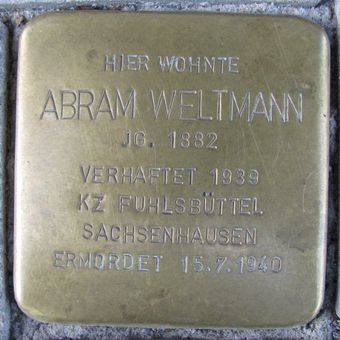 HIER WOHNTE
ABRAM WELTMANN
JG. 1882
VERHAFTET 1939
KZ FUHLSBÜTTEL
SACHSENHAUSEN
ERMORDET 15.7.1940